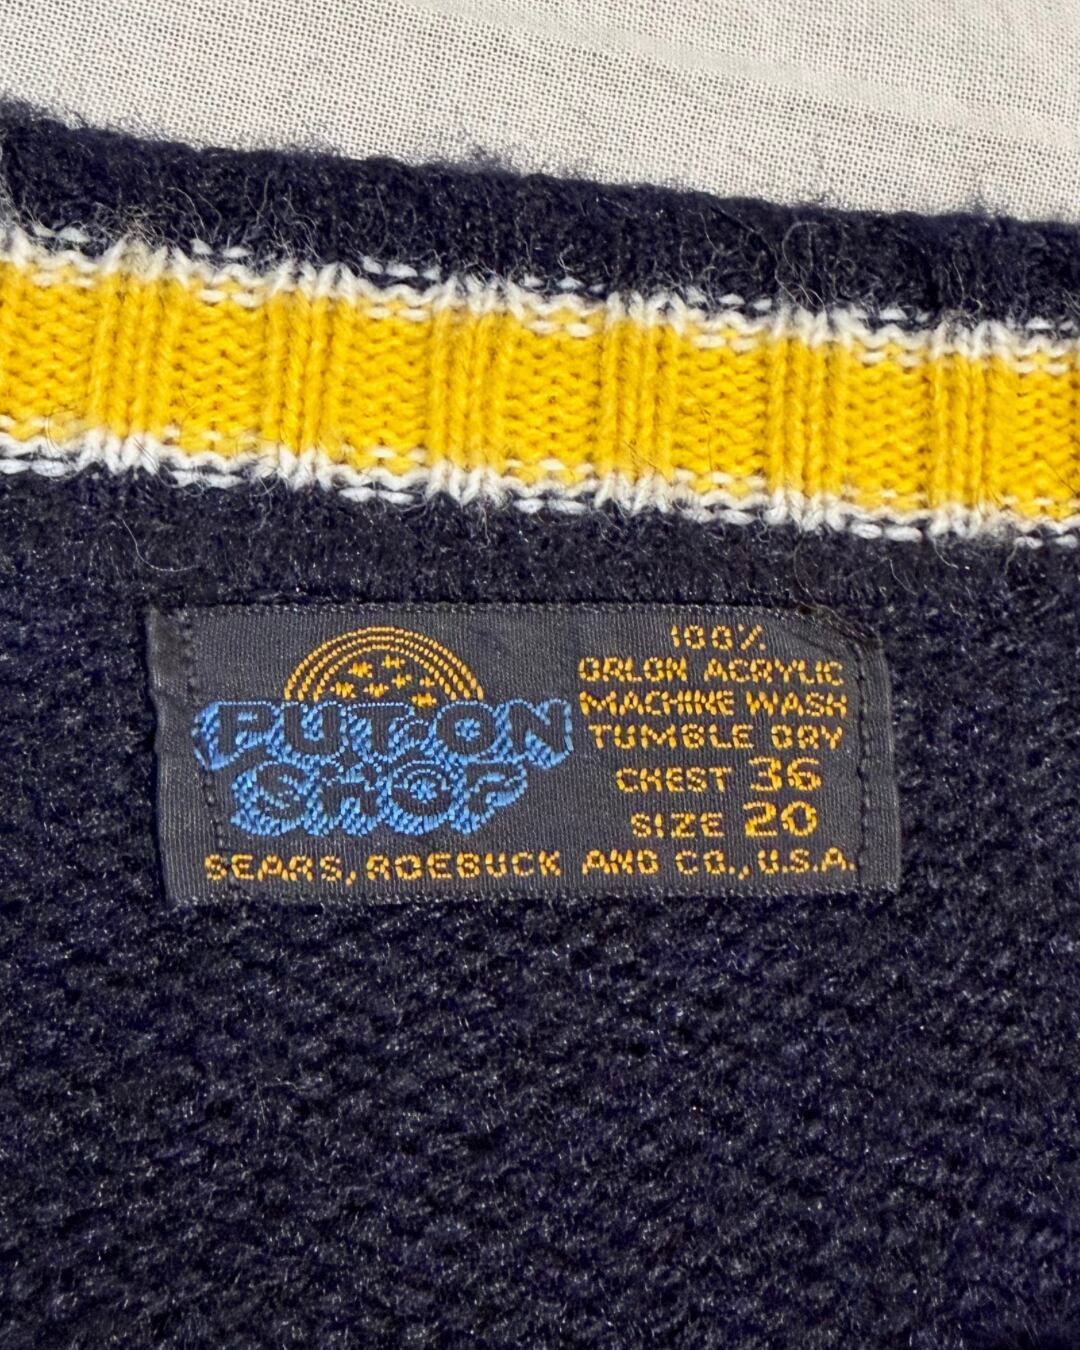 PUT-ON
SHOP
100%
ORLON ACRYLIC
MACHINE WASH
TUMBLE DRY
CHEST 36
SIZE 20
SEARS, ROEBUCK AND CO., U.S.A.